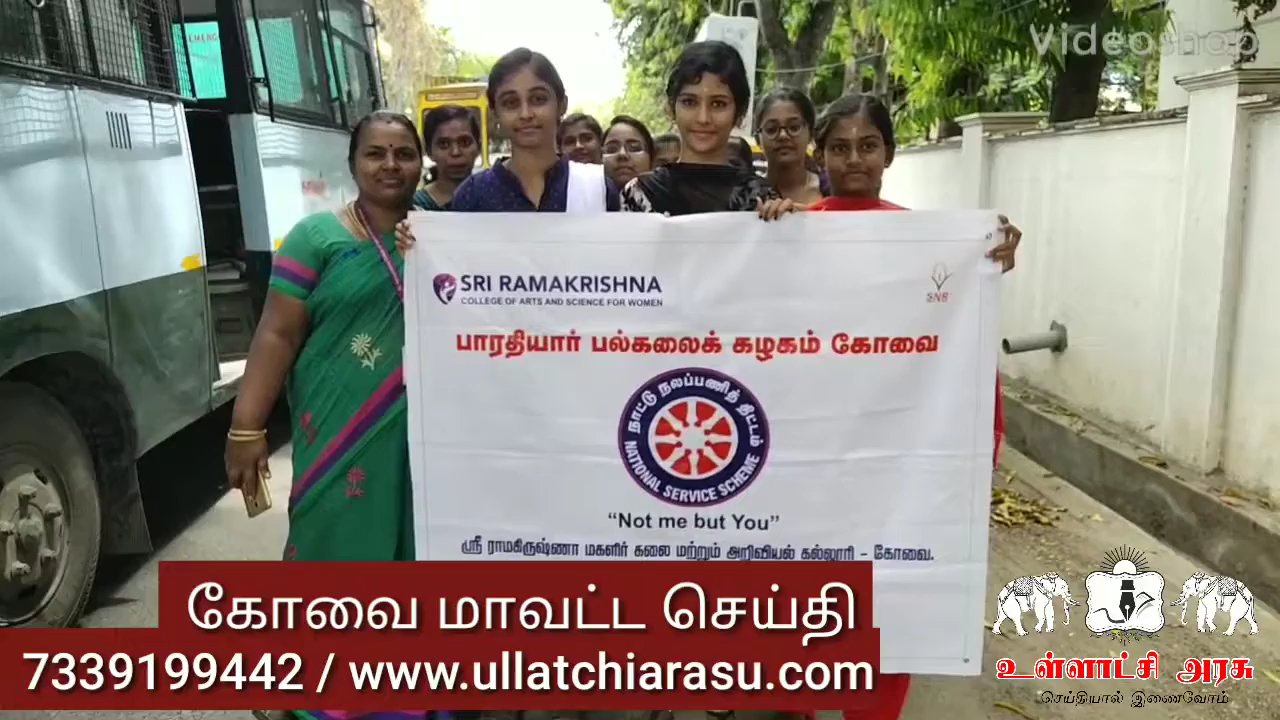 Videoshop
SRI RAMAKRISHNA
COLLEGE OF ARTS AND SCIENCE FOR WOMEN
SNR
பாரதியார் பல்கலைக் கழகம் கோவை
நாட்டு நலப்பணித் திட்டம்
NATIONAL SERVICE SCHEME
“Not me but You”
ஸ்ரீ ராமகிருஷ்ணா மகளிர் கலை மற்றும் அறிவியல் கல்லூரி - கோவை.
கோவை மாவட்ட செய்தி
7339199442 / www.ullatchiarasu.com
உள்ளாட்சி அரசு
செய்தியால் இணைவோம்